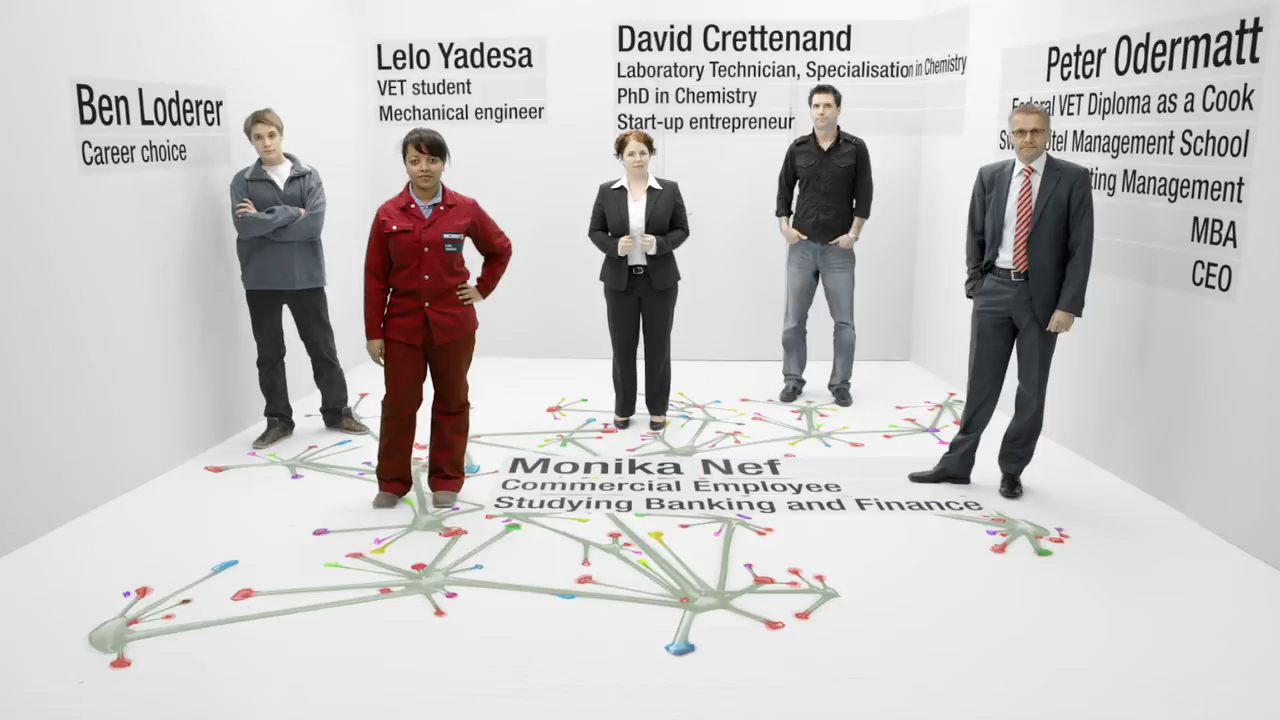 Ben Loderer
Career choice
Lelo Yadesa
VET student
Mechanical engineer
David Crettenand
Laboratory Technician, Specialisation in Chemistry
PhD in Chemistry
Start-up entrepreneur
Peter Odermatt
VET Diploma as a Cook
Management School
Management
MBA
CEO
Monika Nef
Commercial Employee
Studying Banking and Finance